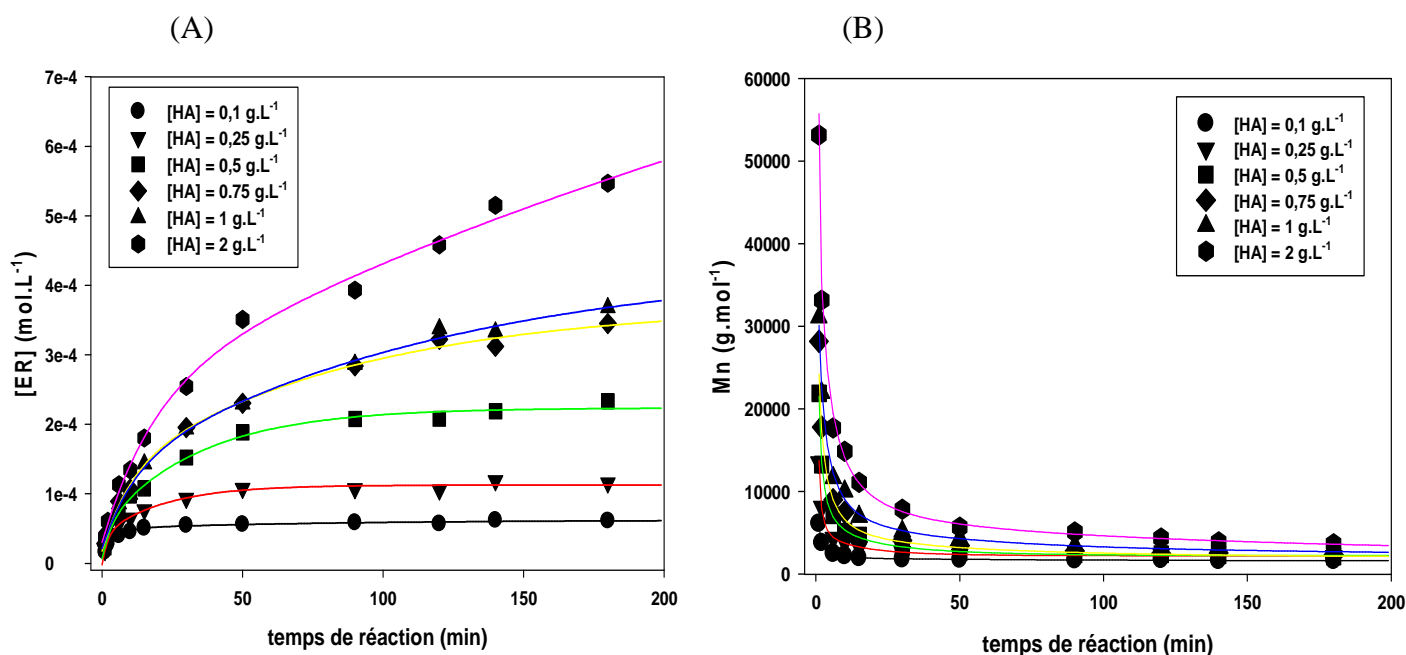 (A)
7e-4
6e-4
5e-4
4e-4
3e-4
2e-4
1e-4
0
[ER] (mol.L-1)
[HA] = 0,1 g.L-1
[HA] = 0,25 g.L-1
[HA] = 0,5 g.L-1
[HA] = 0.75 g.L-1
[HA] = 1 g.L-1
[HA] = 2 g.L-1
0 50 100 150 200
temps de réaction (min)
(B)
60000
50000
40000
30000
20000
10000
0
Mn (g.mol-1)
[HA] = 0,1 g.L-1
[HA] = 0,25 g.L-1
[HA] = 0,5 g.L-1
[HA] = 0,75 g.L-1
[HA] = 1 g.L-1
[HA] = 2 g.L-1
0 50 100 150 200
temps de réaction (min)